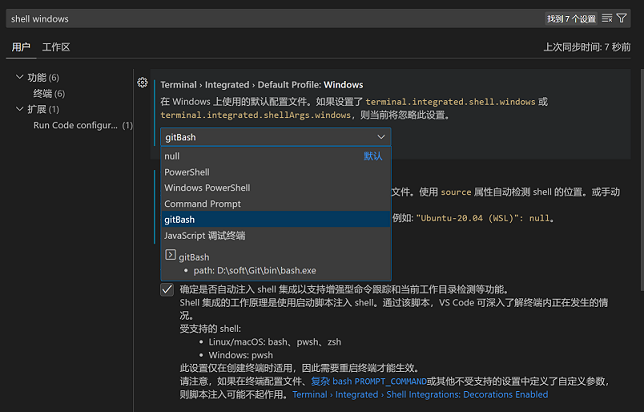 shell windows
找到 7 个设置
用户
工作区
上次同步时间: 7 秒前
功能 (6)
终端 (6)
扩展 (1)
Run Code configur... (1)
Terminal › Integrated › Default Profile: Windows
在 Windows 上使用的默认配置文件。如果设置了 terminal.integrated.shell.windows 或
terminal.integrated.shellArgs.windows，则当前将忽略此设置。
gitBash
null 默认
PowerShell
Windows PowerShell
Command Prompt
gitBash
JavaScript 调试终端
gitBash
• path: D:\soft\Git\bin\bash.exe
文件。使用 source 属性自动检测 shell 的位置。或手动
例如: "Ubuntu-20.04 (WSL)": null。
确定是否自动注入 shell 集成以支持增强型命令跟踪和当前工作目录检测等功能。
Shell 集成的工作原理是使用启动脚本注入 shell。通过该脚本，VS Code 可深入了解终端内正在发生的情
况。
受支持的 shell:
• Linux/macOS: bash、pwsh、zsh
• Windows: pwsh
此设置仅在创建终端时适用，因此需要重启终端才能生效。
请注意，如果在终端配置文件、复杂 bash PROMPT_COMMAND或其他不受支持的设置中定义了自定义参数，
则脚本注入可能不起作用。Terminal › Integrated › Shell Integrations: Decorations Enabled